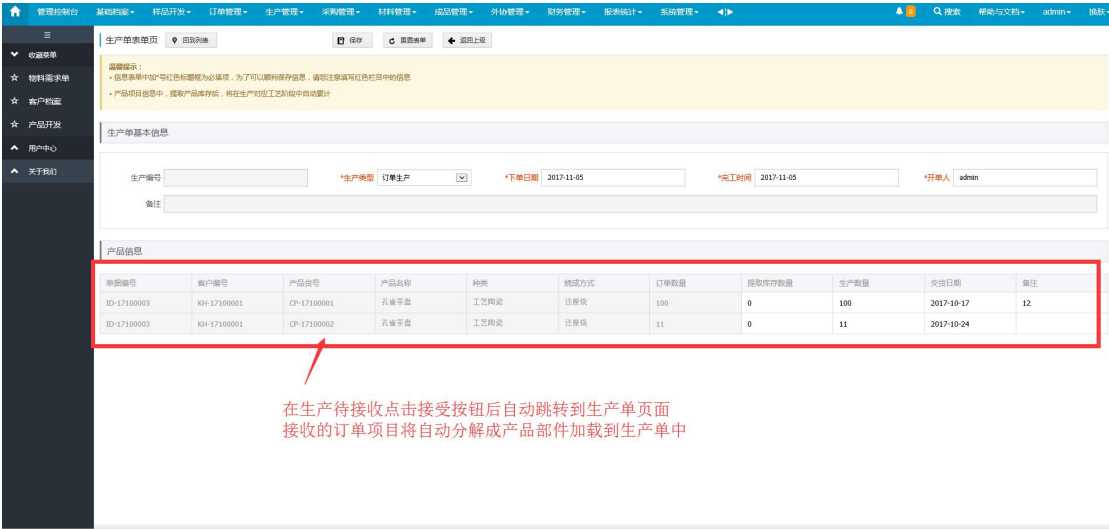 管理控制台 基础档案 样品开发 订单管理 生产管理 采购管理 材料管理 成品管理 外协管理 财务管理 报表统计 系统管理 0 搜索 帮助与文档 admin 换肤
收藏菜单
物料需求单
客户档案
产品开发
用户中心
关于我们
生产单表单页 回到列表 保存 重置表单 返回上级
温馨提示：
• 信息表单中加*号红色标题框为必填项，为了可以顺利保存信息，请您注意填写红色栏目中的信息
• 产品项目信息中，提取产品库存后，将在生产对应工艺阶段中自动累计
生产单基本信息
生产编号 *生产类型 订单生产 *下单日期 2017-11-05 *完工时间 2017-11-05 *开单人 admin
备注
产品信息
单据编号 客户编号 产品货号 产品名称 种类 烧成方式 订单数量 提取库存数量 生产数量 交货日期 备注
ID-17100003 KH-17100001 CP-17100001 孔雀茶盘 工艺陶瓷 还原烧 100 0 100 2017-10-17 12
ID-17100003 KH-17100001 CP-17100002 孔雀茶盘 工艺陶瓷 还原烧 11 0 11 2017-10-24
在生产待接收点击接受按钮后自动跳转到生产单页面
接收的订单项目将自动分解成产品部件加载到生产单中